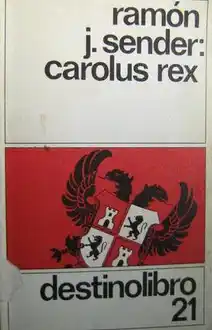 ramón
j. sender:
carolus rex
destinolibro
21